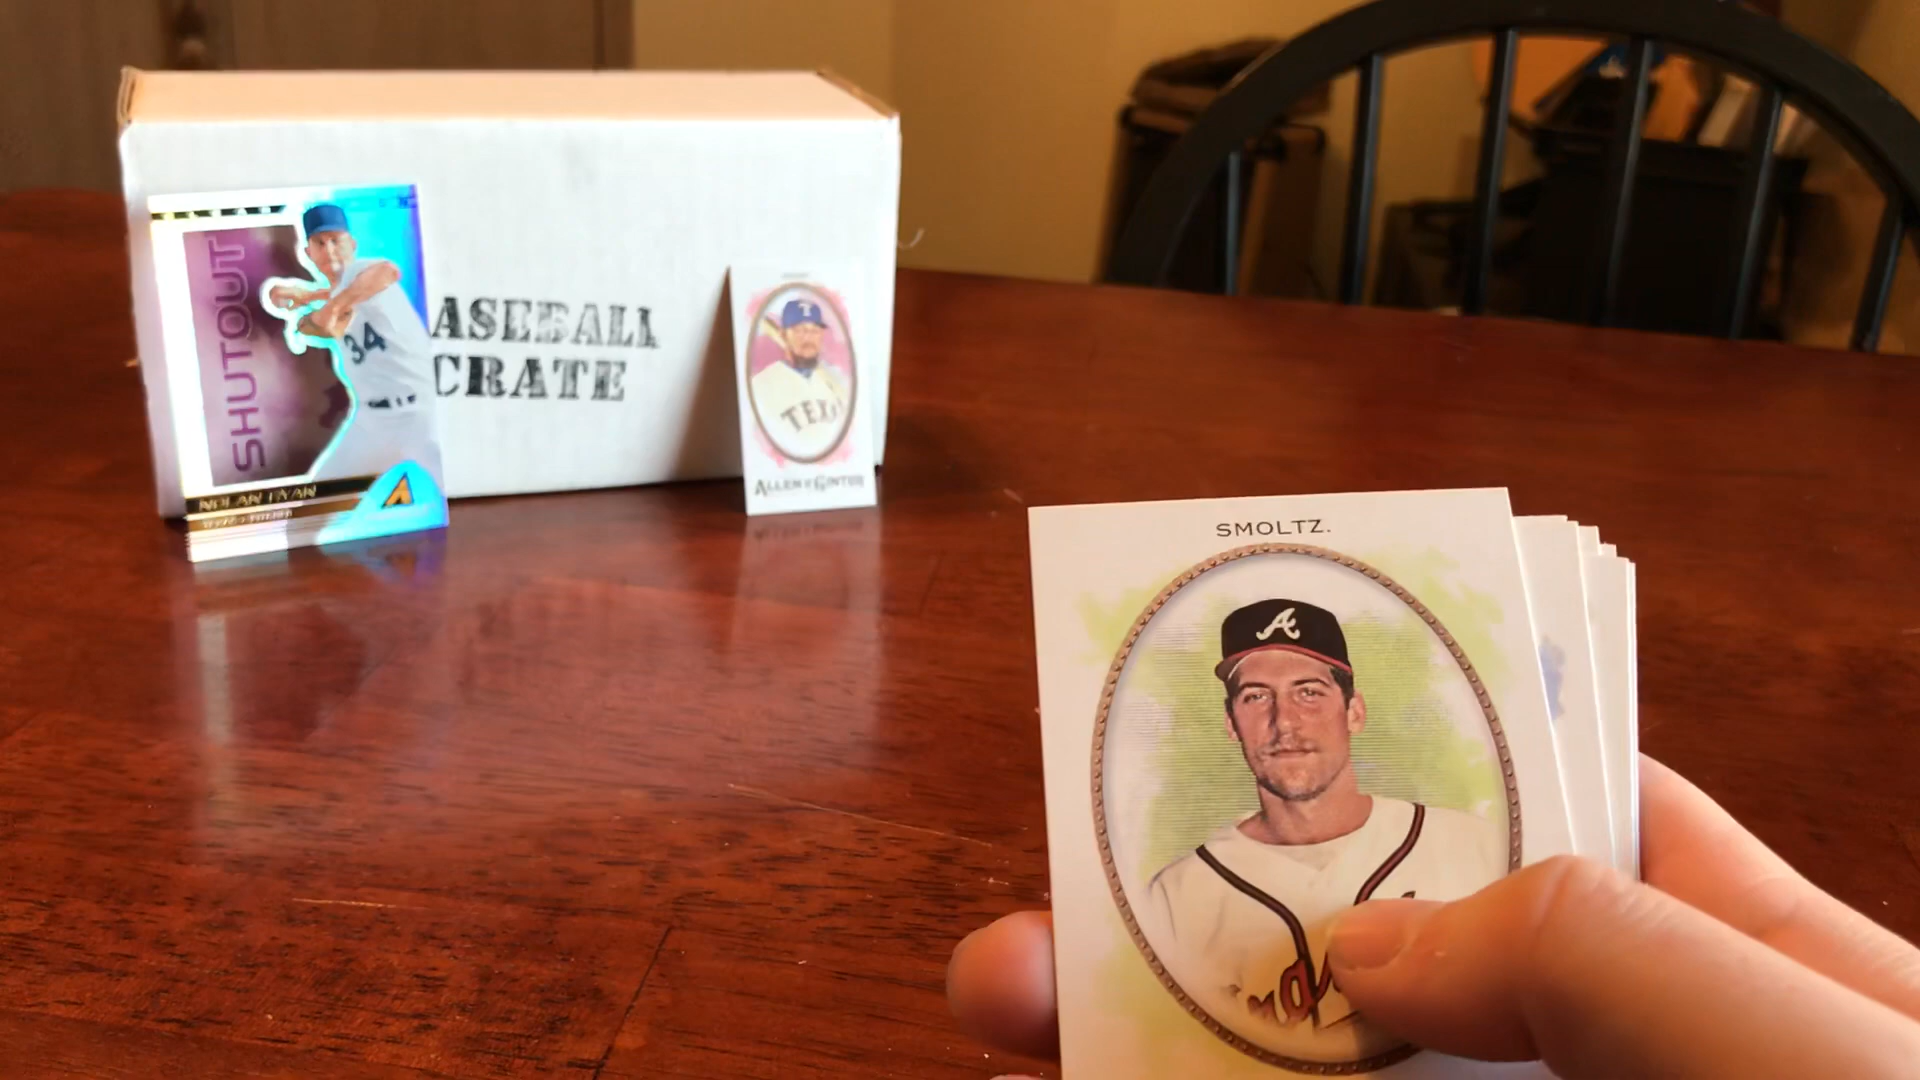 SHUTOUT
34
NOLAN RYAN
ASEBALL
CRATE
T
TEX
ALLEN & GINTER
SMOLTZ.
A